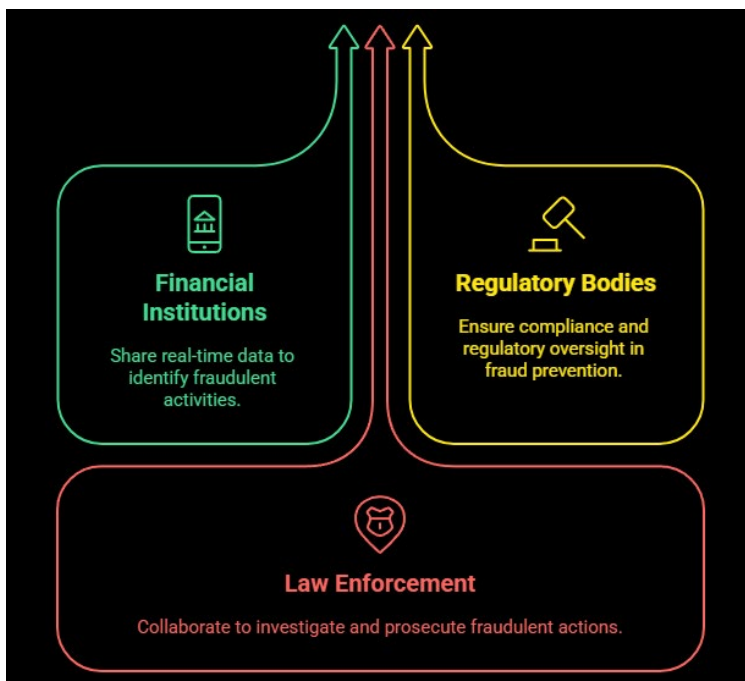 Financial
Institutions
Share real-time data to
identify fraudulent
activities.
Regulatory Bodies
Ensure compliance and
regulatory oversight in
fraud prevention.
Law Enforcement
Collaborate to investigate and prosecute fraudulent actions.